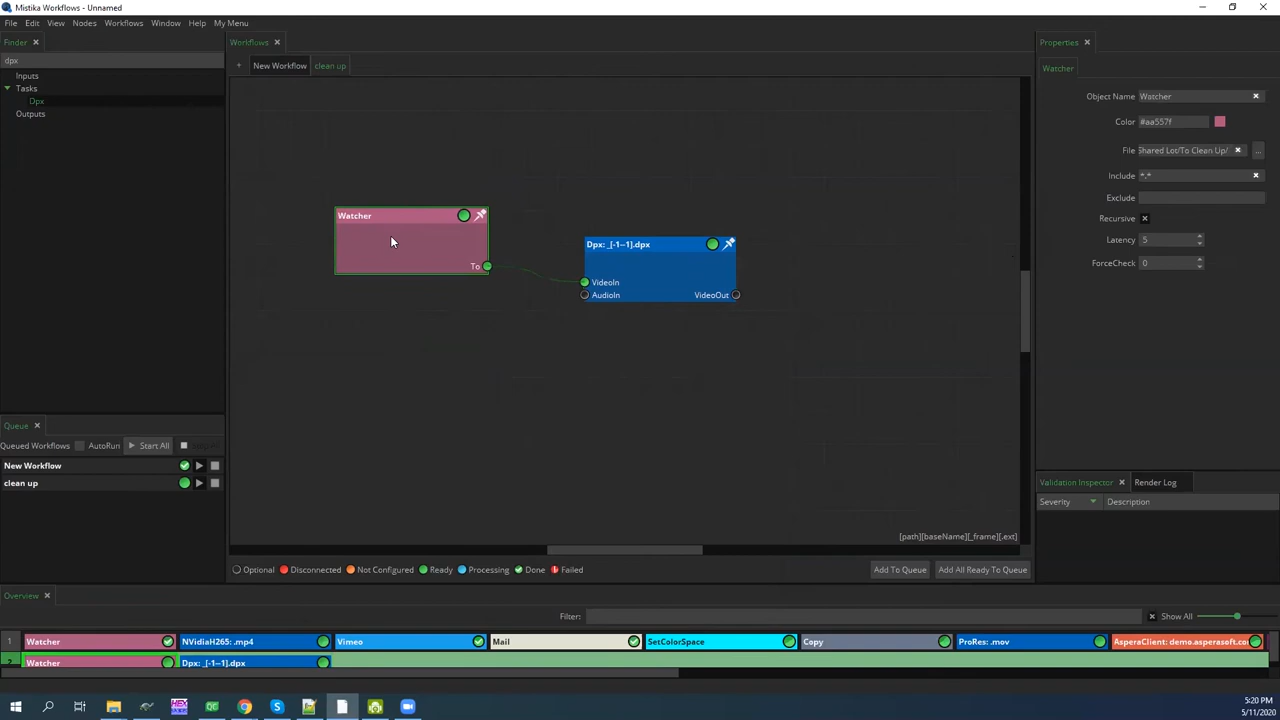 Mistika Workflows - Unnamed
File Edit View Nodes Workflows Window Help My Menu
Finder
dpx
Inputs
Tasks
Dpx
Outputs
Workflows
+ New Workflow clean up
Watcher
To
Dpx: _[-1--1].dpx
VideoIn
AudioIn VideoOut
[path][baseName][_frame][.ext]
Optional Disconnected Not Configured Ready Processing Done Failed
Add To Queue Add All Ready To Queue
Properties
Watcher
Object Name Watcher
Color #aa557f
File Shared Lot/To Clean Up/ ...
Include *.*
Exclude
Recursive
Latency 5
ForceCheck 0
Queue
Queued Workflows AutoRun Start All
New Workflow
clean up
Validation Inspector Render Log
Severity Description
Overview
Filter: Show All
1 Watcher NVidiaH265: .mp4 Vimeo Mail SetColorSpace Copy ProRes: .mov AsperaClient: demo.asperasoft.co
2 Watcher Dpx: _[-1--1].dpx
5:20 PM
5/11/2020